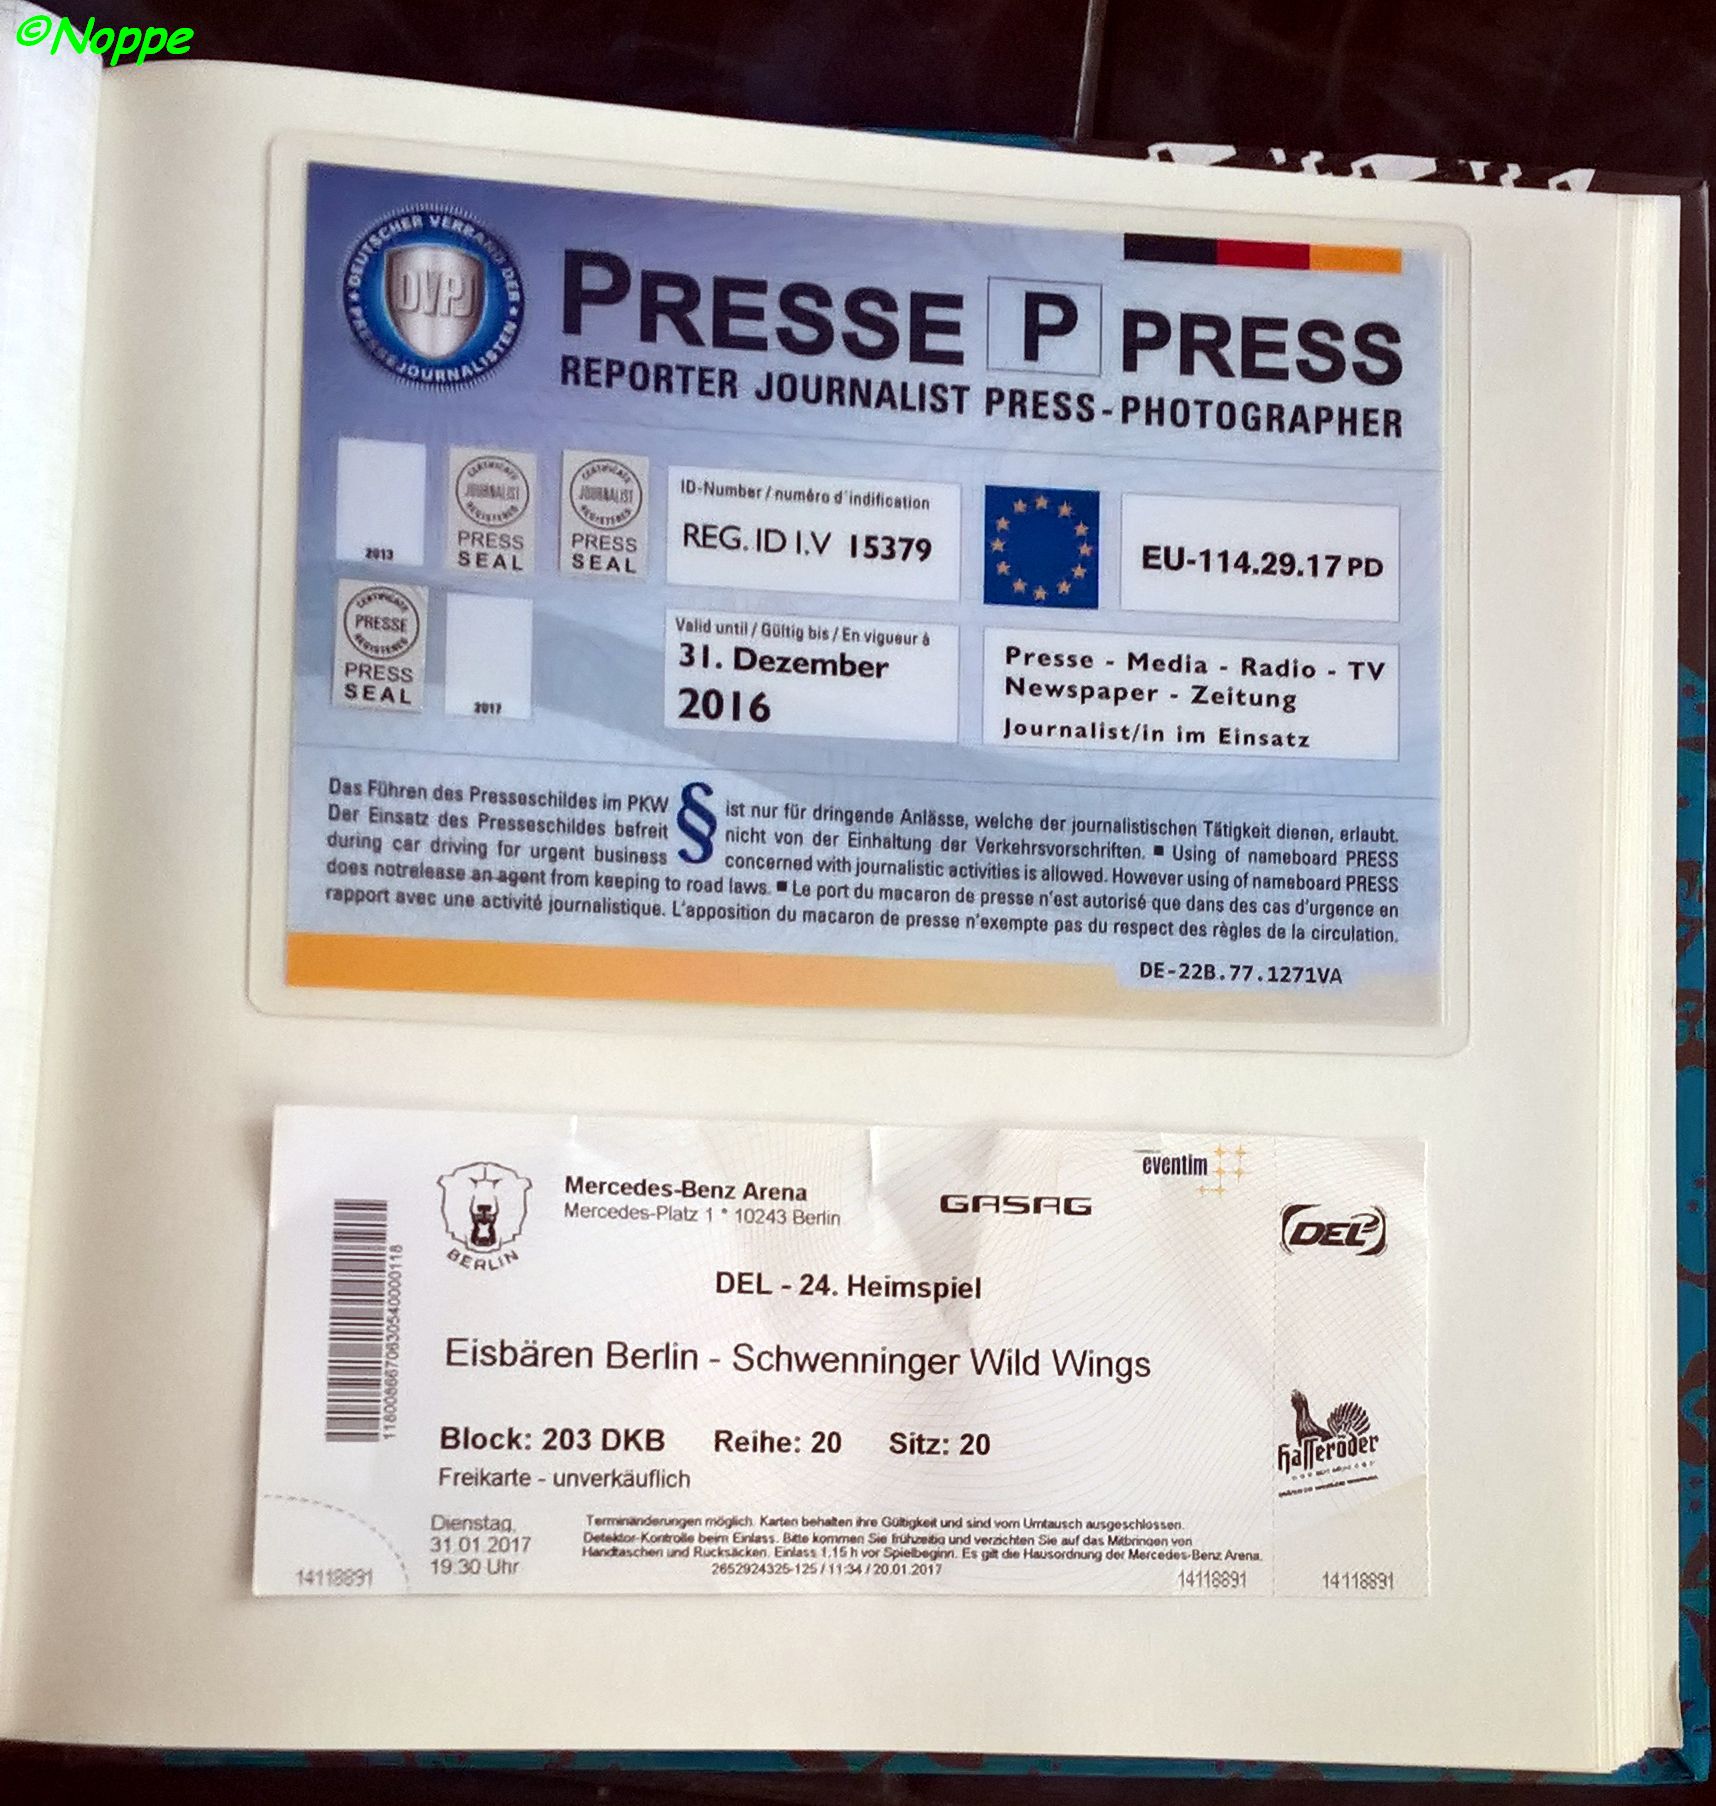 ©Noppe
DEUTSCHER VERBAND DER
PRESSEJOURNALISTEN
DVPJ
PRESSE P PRESS
REPORTER JOURNALIST PRESS-PHOTOGRAPHER
2013
CERTIFICATE
JOURNALIST
REGISTERED
PRESS
SEAL
CERTIFICATE
JOURNALIST
REGISTERED
PRESS
SEAL
ID-Number / numéro d'indification
REG. ID I.V 15379
EU-114.29.17 PD
CERTIFICATE
PRESSE
REGISTERED
PRESS
SEAL
2017
Valid until / Gültig bis / En vigueur à
31. Dezember
2016
Presse - Media - Radio - TV
Newspaper - Zeitung
Journalist/in im Einsatz
Das Führen des Presseschildes im PKW § ist nur für dringende Anlässe, welche der journalistischen Tätigkeit dienen, erlaubt.
Der Einsatz des Presseschildes befreit nicht von der Einhaltung der Verkehrsvorschriften. ■ Using of nameboard PRESS
during car driving for urgent business concerned with journalistic activities is allowed. However using of nameboard PRESS
does notrelease an agent from keeping to road laws. ■ Le port du macaron de presse n'est autorisé que dans des cas d'urgence en
rapport avec une activité journalistique. L'apposition du macaron de presse n'exempte pas du respect des règles de la circulation.
DE-22B.77.1271VA
BERLIN
Mercedes-Benz Arena
Mercedes-Platz 1 * 10243 Berlin
GASAG
eventim
DEL2
DEL - 24. Heimspiel
Eisbären Berlin - Schwenninger Wild Wings
Block: 203 DKB Reihe: 20 Sitz: 20
Freikarte - unverkäuflich
Hasseröder
Dienstag,
31.01.2017
19:30 Uhr
Terminänderungen möglich. Karten behalten ihre Gültigkeit und sind vom Umtausch ausgeschlossen.
Detektor-Kontrolle beim Einlass. Bitte kommen Sie frühzeitig und verzichten Sie auf das Mitbringen von
Handtaschen und Rucksäcken. Einlass 1,15 h vor Spielbeginn. Es gilt die Hausordnung der Mercedes-Benz Arena.
2652924325-125 / 11:34 / 20.01.2017
14118891
14118891
14118891